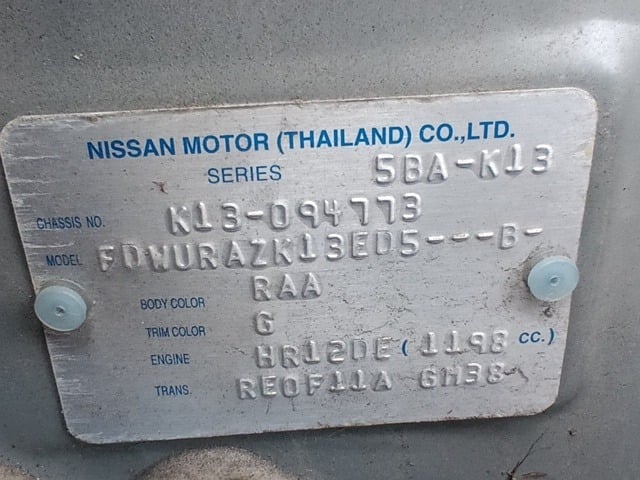 NISSAN MOTOR (THAILAND) CO.,LTD.
SERIES 5BA-K13
CHASSIS NO. K13-094773
MODEL FDWURAZK13ED5---B-
BODY COLOR RAA
TRIM COLOR G
ENGINE HR12DE ( 1198 CC.)
TRANS. RE0F11A GH38